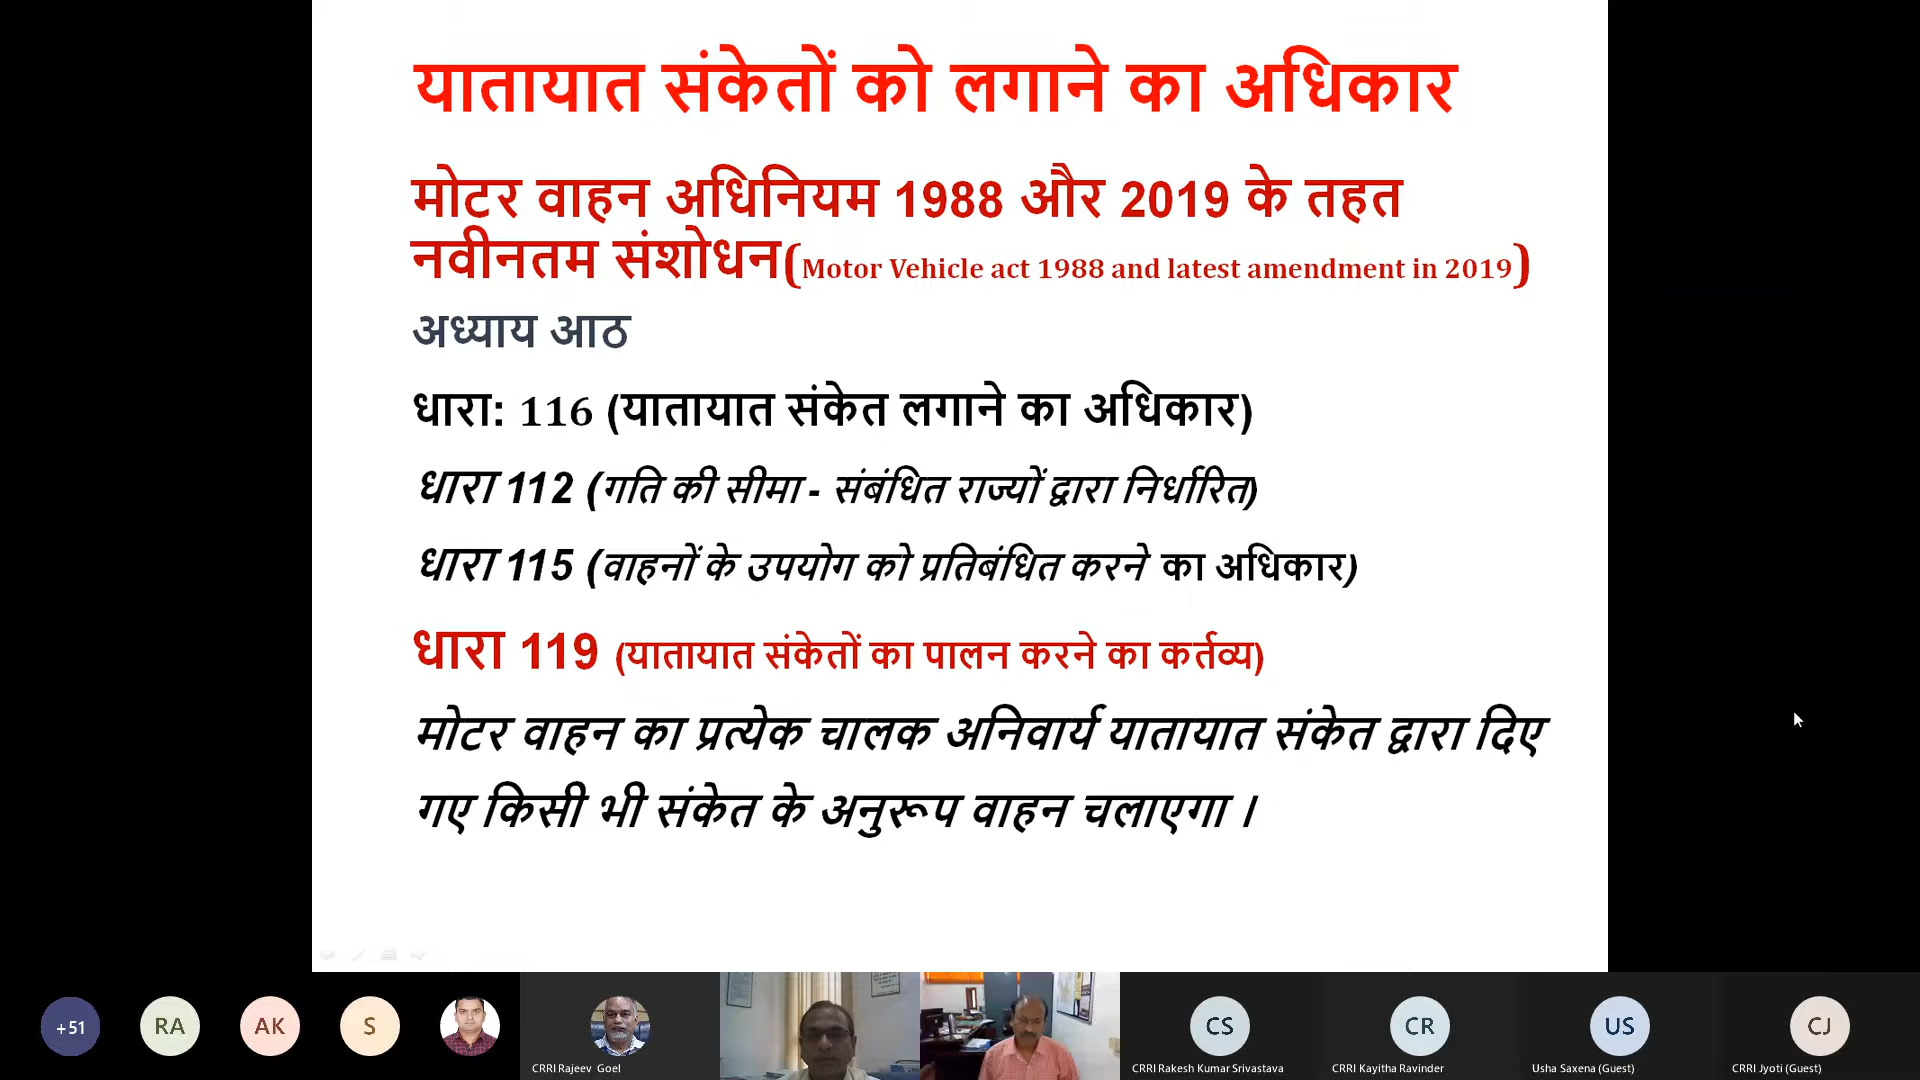 यातायात संकेतों को लगाने का अधिकार
मोटर वाहन अधिनियम 1988 और 2019 के तहत
नवीनतम संशोधन(Motor Vehicle act 1988 and latest amendment in 2019)
अध्याय आठ
धारा: 116 (यातायात संकेत लगाने का अधिकार)
धारा 112 (गति की सीमा - संबंधित राज्यों द्वारा निर्धारित)
धारा 115 (वाहनों के उपयोग को प्रतिबंधित करने का अधिकार)
धारा 119 (यातायात संकेतों का पालन करने का कर्तव्य)
मोटर वाहन का प्रत्येक चालक अनिवार्य यातायात संकेत द्वारा दिए
गए किसी भी संकेत के अनुरूप वाहन चलाएगा ।
+51
RA
AK
S
CS
CR
US
CJ
CRRI Rajeev Goel
CRRI Rakesh Kumar Srivastava
CRRI Kayitha Ravinder
Usha Saxena (Guest)
CRRI Jyoti (Guest)